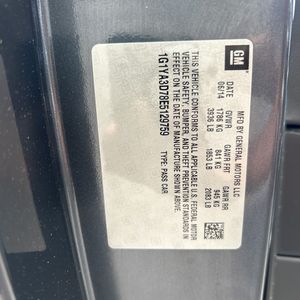 GM
MFD BY GENERAL MOTORS LLC
DATE GVWR GAWR FRT GAWR RR
06/14 1786 KG 841 KG 945 KG
3936 LB 1853 LB 2083 LB
THIS VEHICLE CONFORMS TO ALL APPLICABLE U.S. FEDERAL MOTOR
VEHICLE SAFETY, BUMPER, AND THEFT PREVENTION STANDARDS IN
EFFECT ON THE DATE OF MANUFACTURE SHOWN ABOVE.
1G1YA3D78E5129759 TYPE: PASS CAR